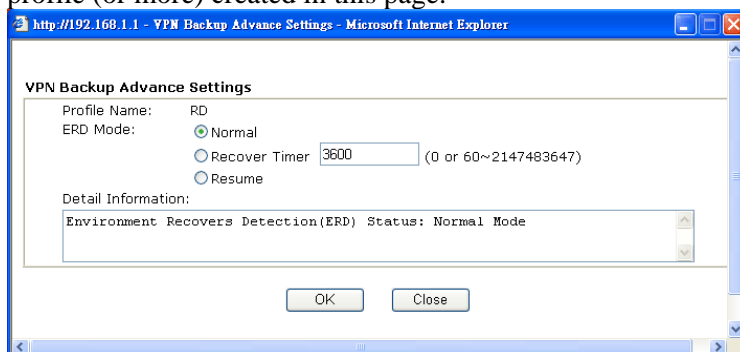 profile (or more) created in this page.
http://192.168.1.1 - VPN Backup Advance Settings - Microsoft Internet Explorer
VPN Backup Advance Settings
Profile Name: RD
ERD Mode: Normal
Recover Timer 3600 (0 or 60~2147483647)
Resume
Detail Information:
Environment Recovers Detection(ERD) Status: Normal Mode
OK Close